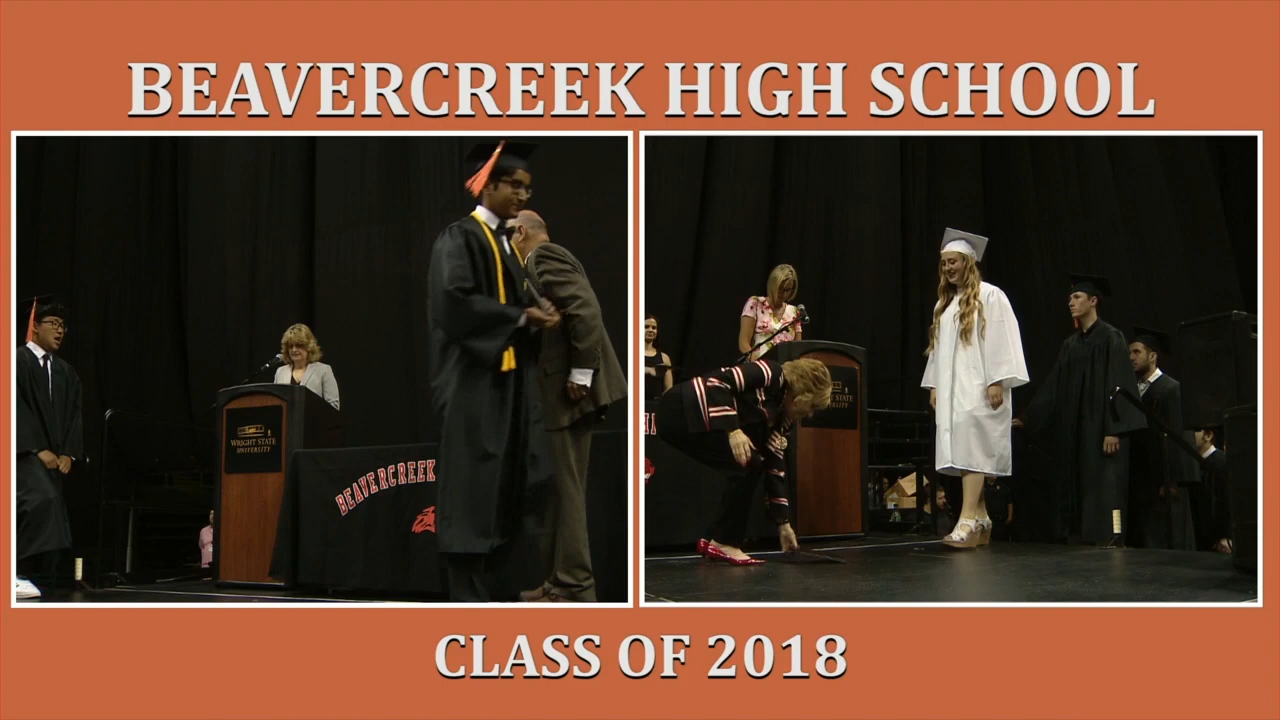 BEAVERCREEK HIGH SCHOOL
WRIGHT STATE
UNIVERSITY
BEAVERCREEK
CLASS OF 2018